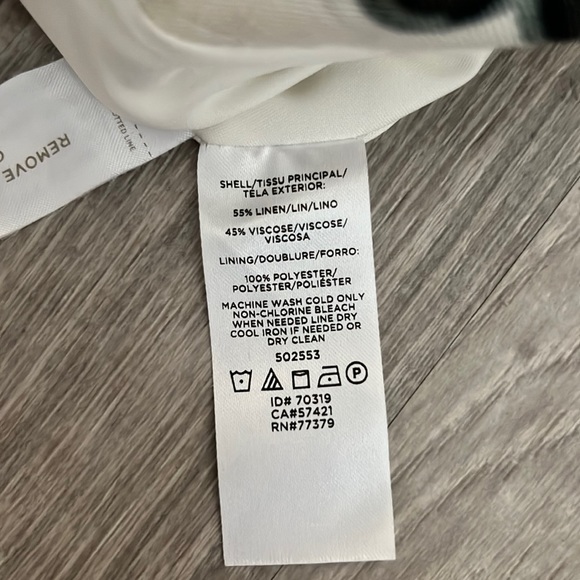 SHELL/TISSU PRINCIPAL/
TELA EXTERIOR:
55% LINEN/LIN/LINO
45% VISCOSE/VISCOSE/
VISCOSA
LINING/DOUBLURE/FORRO:
100% POLYESTER/
POLYESTER/POLIÉSTER
MACHINE WASH COLD ONLY
NON-CHLORINE BLEACH
WHEN NEEDED LINE DRY
COOL IRON IF NEEDED OR
DRY CLEAN
502553
P
ID# 70319
CA#57421
RN#77379
REMOVE